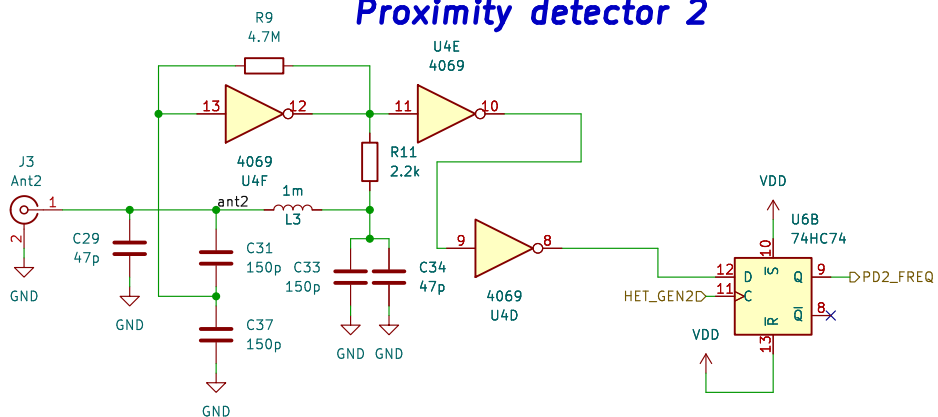 Proximity detector 2
R9
4.7M
U4E
4069
13
12
11
10
R11
2.2k
4069
U4F
J3
Ant2
1
2
ant2
1m
L3
C29
47p
C31
150p
C33
150p
C34
47p
C37
150p
GND
GND
GND
GND
GND
9
8
4069
U4D
VDD
U6B
74HC74
10
S
12
D
Q
9
PD2_FREQ
HET_GEN2
11
C
Q
8
R
13
VDD